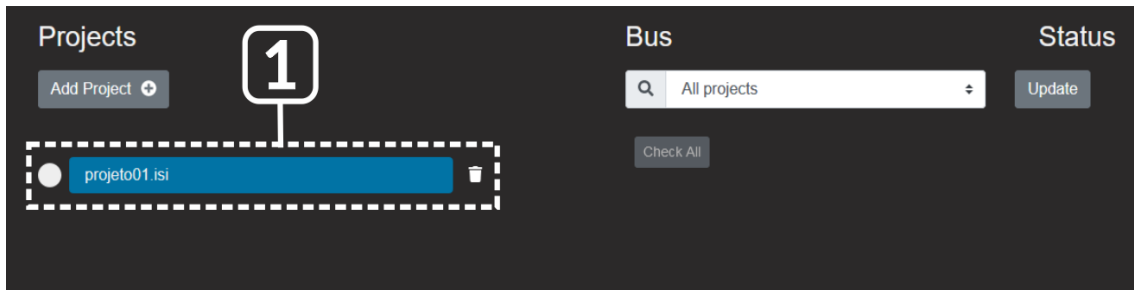 Projects
Bus
Status
1
Add Project
All projects
Update
Check All
projeto01.isi